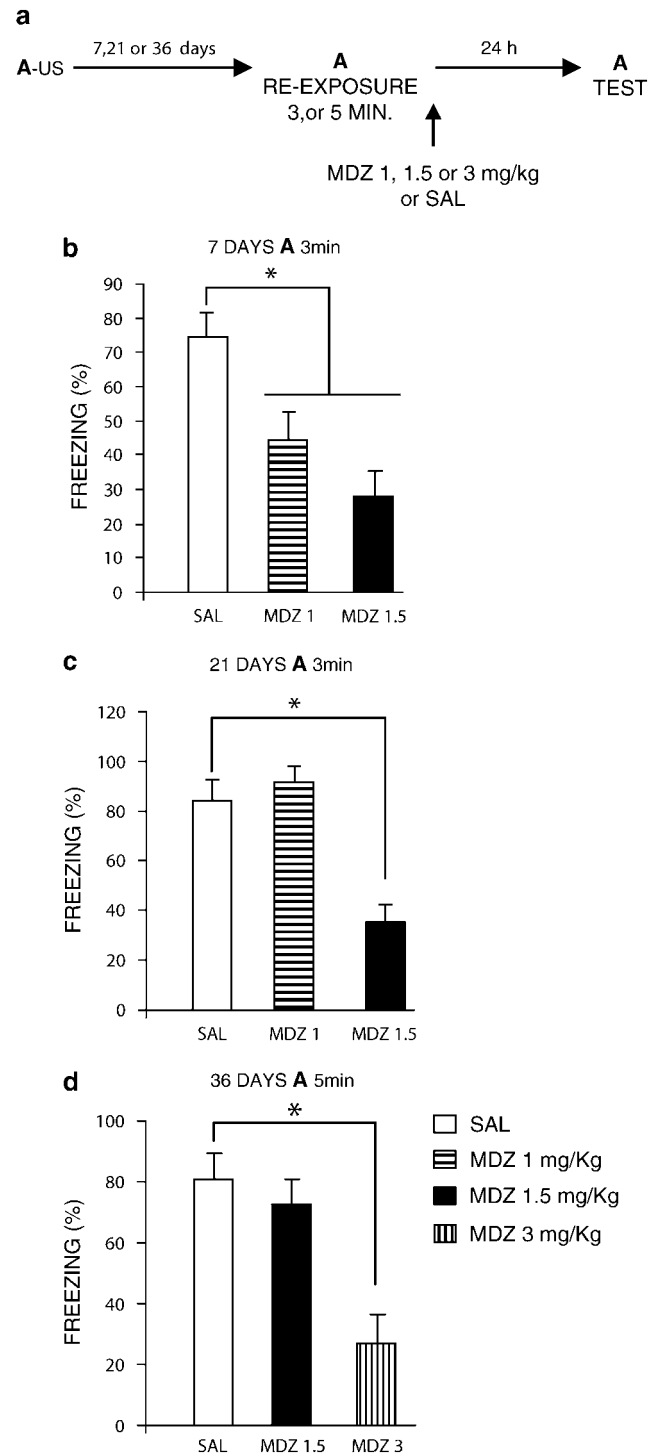 a
A-US
7,21 or 36 days
A
RE-EXPOSURE
3,or 5 MIN.
24 h
A
TEST
MDZ 1, 1.5 or 3 mg/kg
or SAL
b
7 DAYS A 3min
*
90
80
70
60
50
40
30
20
10
0
FREEZING (%)
SAL MDZ 1 MDZ 1.5
c
21 DAYS A 3min
*
120
100
80
60
40
20
0
FREEZING (%)
SAL MDZ 1 MDZ 1.5
d
36 DAYS A 5min
*
100
80
60
40
20
0
FREEZING (%)
SAL MDZ 1.5 MDZ 3
SAL
MDZ 1 mg/Kg
MDZ 1.5 mg/Kg
MDZ 3 mg/Kg